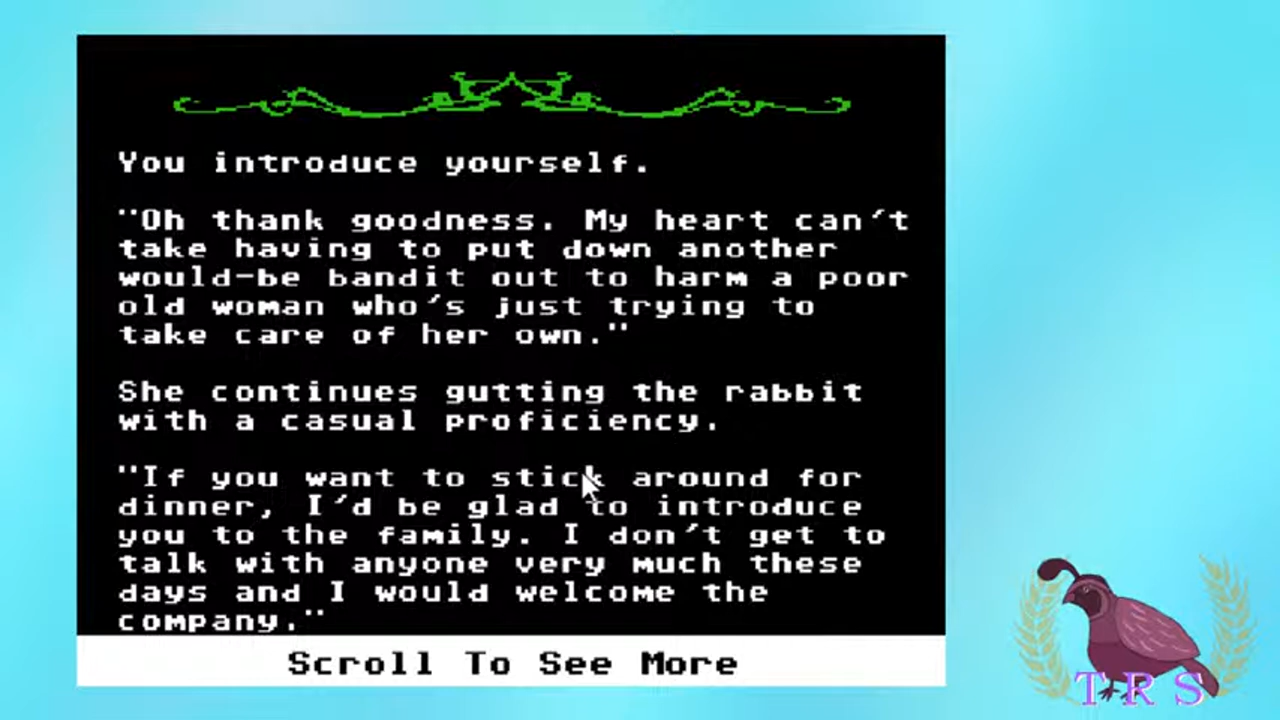 You introduce yourself.
"Oh thank goodness. My heart can't
take having to put down another
would-be bandit out to harm a poor
old woman who's just trying to
take care of her own."
She continues gutting the rabbit
with a casual proficiency.
"If you want to stick around for
dinner, I'd be glad to introduce
you to the family. I don't get to
talk with anyone very much these
days and I would welcome the
company."
Scroll To See More
TRS